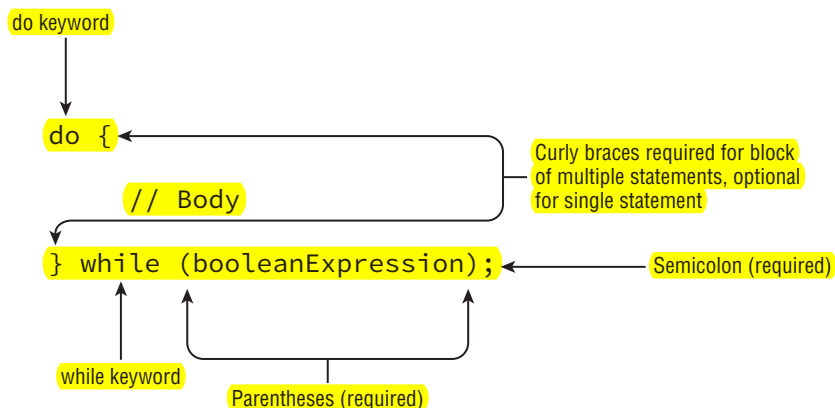 do keyword
do {
Curly braces required for block
of multiple statements, optional
for single statement
// Body
} while (booleanExpression);
Semicolon (required)
while keyword
Parentheses (required)